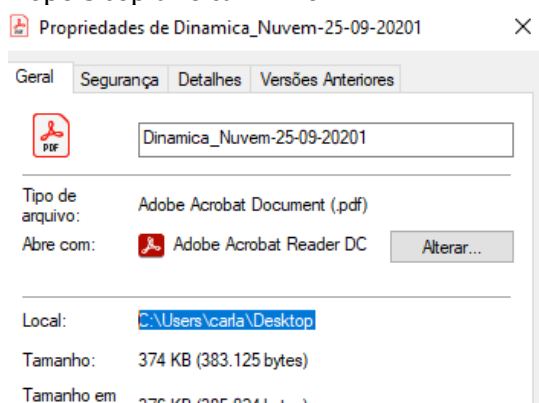 Propriedades de Dinamica_Nuvem-25-09-20201
Geral Segurança Detalhes Versões Anteriores
PDF
Dinamica_Nuvem-25-09-20201
Tipo de
arquivo:
Adobe Acrobat Document (.pdf)
Abre com: Adobe Acrobat Reader DC Alterar...
Local: C:\Users\carla\Desktop
Tamanho: 374 KB (383.125 bytes)
Tamanho em